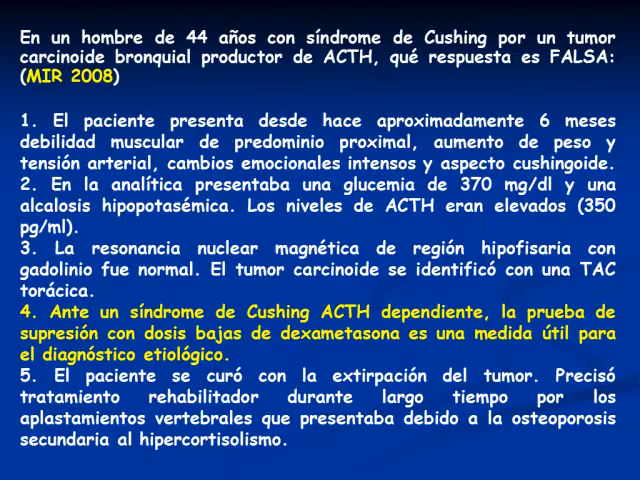 En un hombre de 44 años con síndrome de Cushing por un tumor
carcinoide bronquial productor de ACTH, qué respuesta es FALSA:
(MIR 2008)
1. El paciente presenta desde hace aproximadamente 6 meses
debilidad muscular de predominio proximal, aumento de peso y
tensión arterial, cambios emocionales intensos y aspecto cushingoide.
2. En la analítica presentaba una glucemia de 370 mg/dl y una
alcalosis hipopotasémica. Los niveles de ACTH eran elevados (350
pg/ml).
3. La resonancia nuclear magnética de región hipofisaria con
gadolinio fue normal. El tumor carcinoide se identificó con una TAC
torácica.
4. Ante un síndrome de Cushing ACTH dependiente, la prueba de
supresión con dosis bajas de dexametasona es una medida útil para
el diagnóstico etiológico.
5. El paciente se curó con la extirpación del tumor. Precisó
tratamiento rehabilitador durante largo tiempo por los
aplastamientos vertebrales que presentaba debido a la osteoporosis
secundaria al hipercortisolismo.